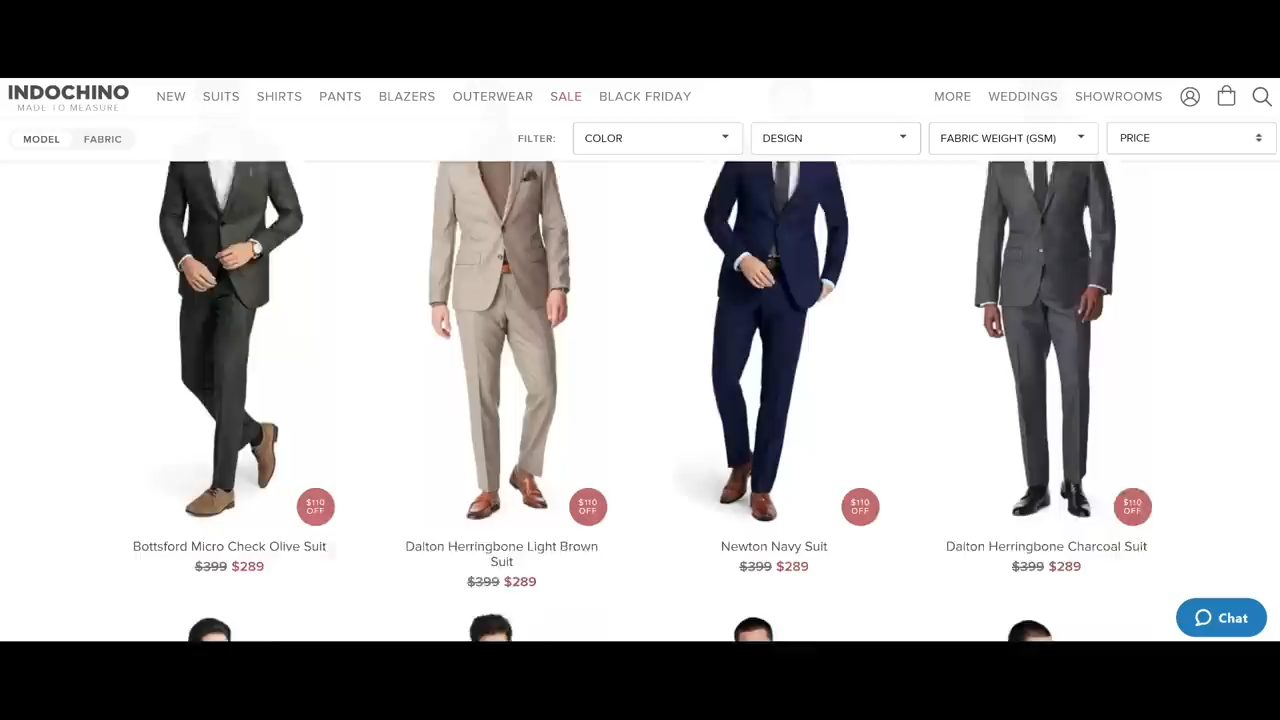 INDOCHINO
MADE TO MEASURE
NEW SUITS SHIRTS PANTS BLAZERS OUTERWEAR SALE BLACK FRIDAY MORE WEDDINGS SHOWROOMS
MODEL FABRIC FILTER: COLOR DESIGN FABRIC WEIGHT (GSM) PRICE
$110
OFF
$110
OFF
$110
OFF
$110
OFF
Bottsford Micro Check Olive Suit
$399 $289
Dalton Herringbone Light Brown
Suit
$399 $289
Newton Navy Suit
$399 $289
Dalton Herringbone Charcoal Suit
$399 $289
Chat